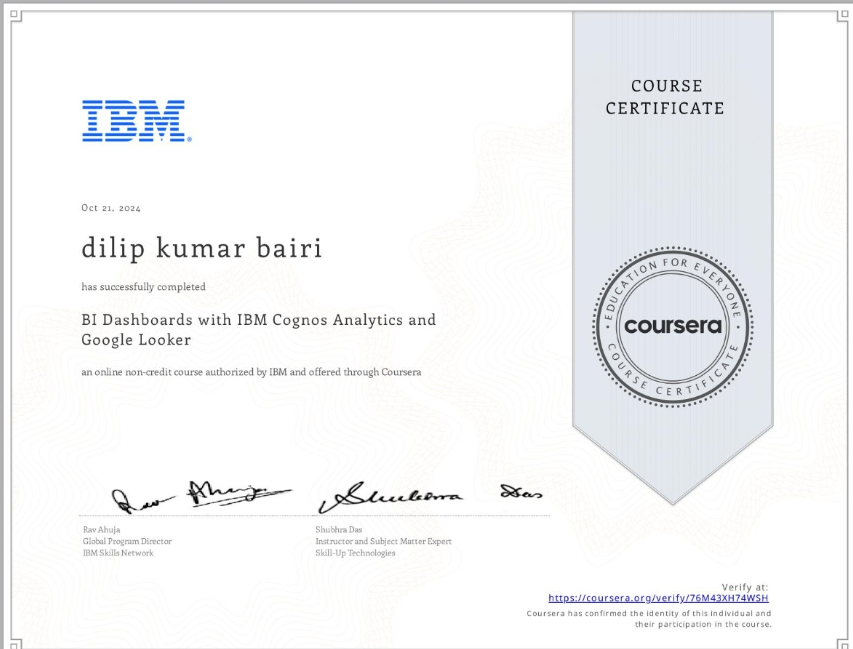 COURSE
CERTIFICATE
IBM®
EDUCATION FOR EVERYONE
coursera
COURSE CERTIFICATE
Oct 21, 2024
dilip kumar bairi
has successfully completed
BI Dashboards with IBM Cognos Analytics and
Google Looker
an online non-credit course authorized by IBM and offered through Coursera
Rav Ahuja
Shubhra Das
Rav Ahuja
Global Program Director
IBM Skills Network
Shubhra Das
Instructor and Subject Matter Expert
Skill-Up Technologies
Verify at:
https://coursera.org/verify/76M43XH74WSH
Coursera has confirmed the identity of this individual and
their participation in the course.